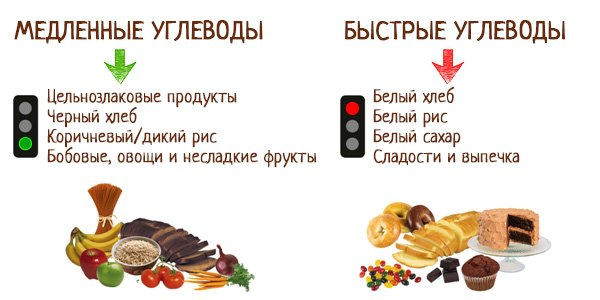 МЕДЛЕННЫЕ УГЛЕВОДЫ
Цельнозлаковые продукты
Черный хлеб
Коричневый/дикий рис
Бобовые, овощи и несладкие фрукты
БЫСТРЫЕ УГЛЕВОДЫ
Белый хлеб
Белый рис
Белый сахар
Сладости и выпечка